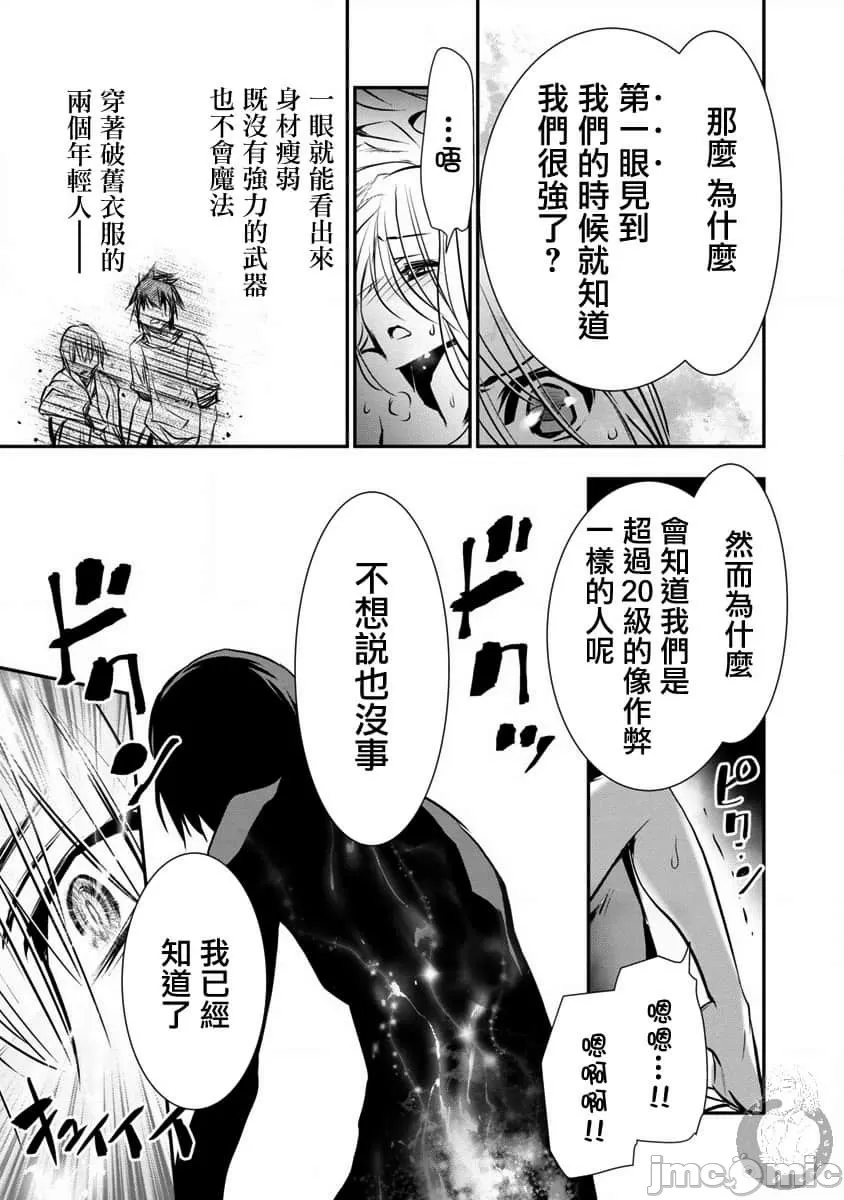 那麼 為什麼
第一眼見到
我們的時候就知道
我們很強了？
…唔
一眼就能看出來
身材瘦弱
既沒有強力的武器
也不會魔法
穿著破舊衣服的
兩個年輕人——
然而為什麼
會知道我們是
超過20級的像作弊
一樣的人呢
ピクン…
嗯嗯…!!
嗯啊啊!!
ドクン
ドクン
不想說也沒事
我已經
知道了
キィイイイ
jmcomic